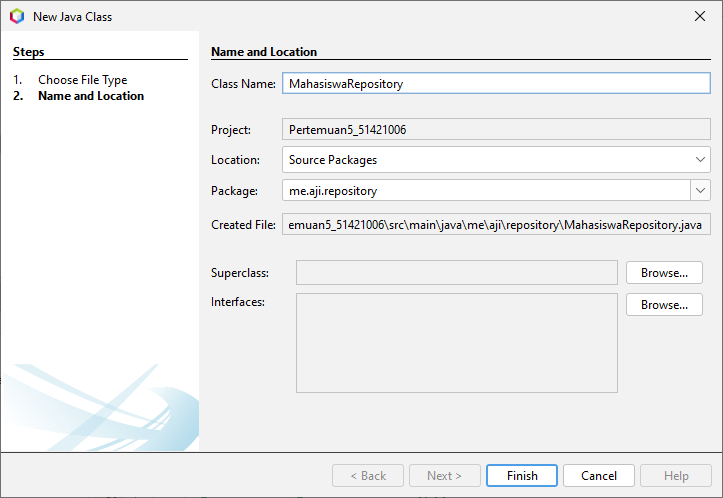 New Java Class
Steps
1. Choose File Type
2. Name and Location
Name and Location
Class Name: MahasiswaRepository
Project: Pertemuan5_51421006
Location: Source Packages
Package: me.aji.repository
Created File: emuan5_51421006\src\main\java\me\aji\repository\MahasiswaRepository.java
Superclass: Browse...
Interfaces: Browse...
< Back Next > Finish Cancel Help